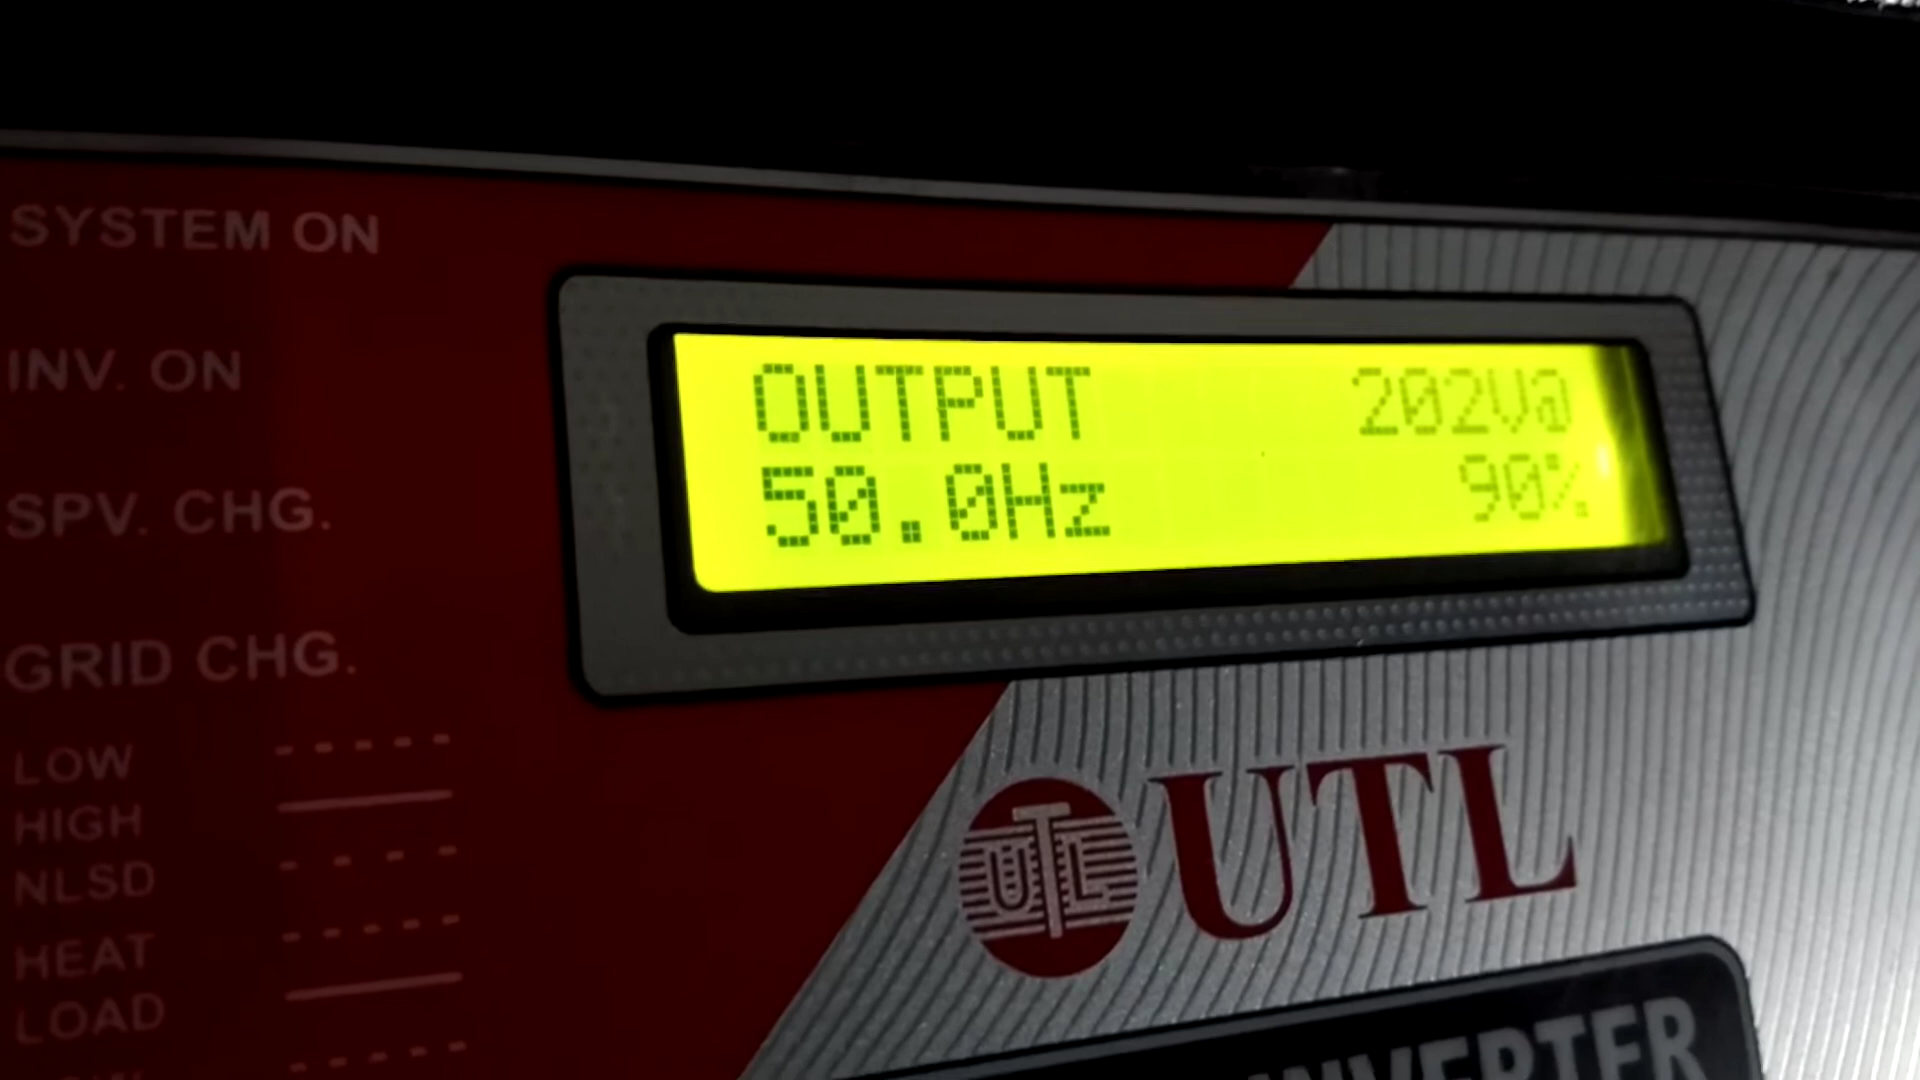 SYSTEM ON
INV. ON
SPV. CHG.
GRID CHG.
LOW
HIGH
NLSD
HEAT
LOAD
OUTPUT 202V@
50.0Hz 90%
UTL
UTL
INVERTER